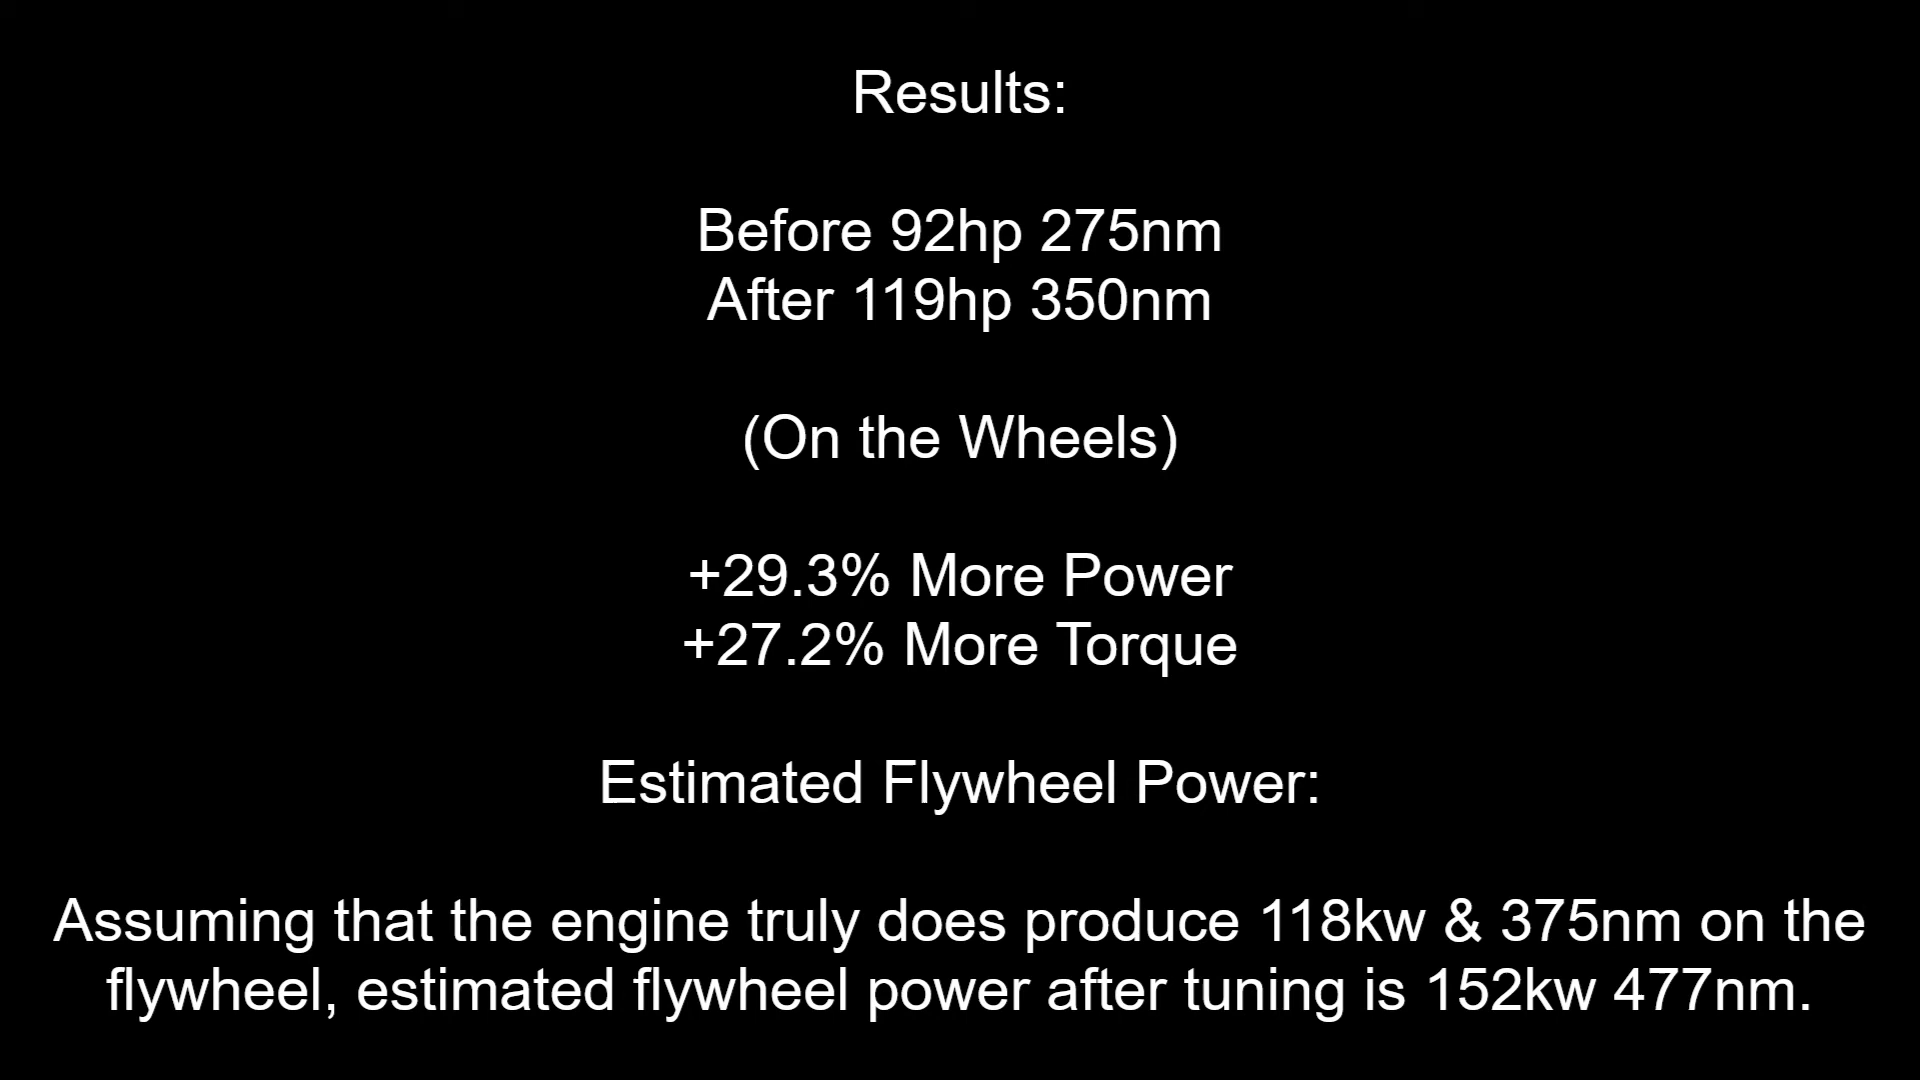 Results:
Before 92hp 275nm
After 119hp 350nm
(On the Wheels)
+29.3% More Power
+27.2% More Torque
Estimated Flywheel Power:
Assuming that the engine truly does produce 118kw & 375nm on the
flywheel, estimated flywheel power after tuning is 152kw 477nm.